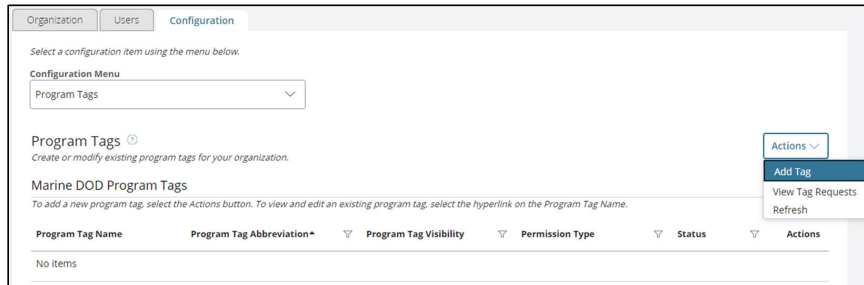 Organization Users Configuration
Select a configuration item using the menu below.
Configuration Menu
Program Tags
Program Tags
Create or modify existing program tags for your organization.
Actions
Add Tag
View Tag Requests
Refresh
Marine DOD Program Tags
To add a new program tag, select the Actions button. To view and edit an existing program tag, select the hyperlink on the Program Tag Name.
Program Tag Name Program Tag Abbreviation Program Tag Visibility Permission Type Status Actions
No items